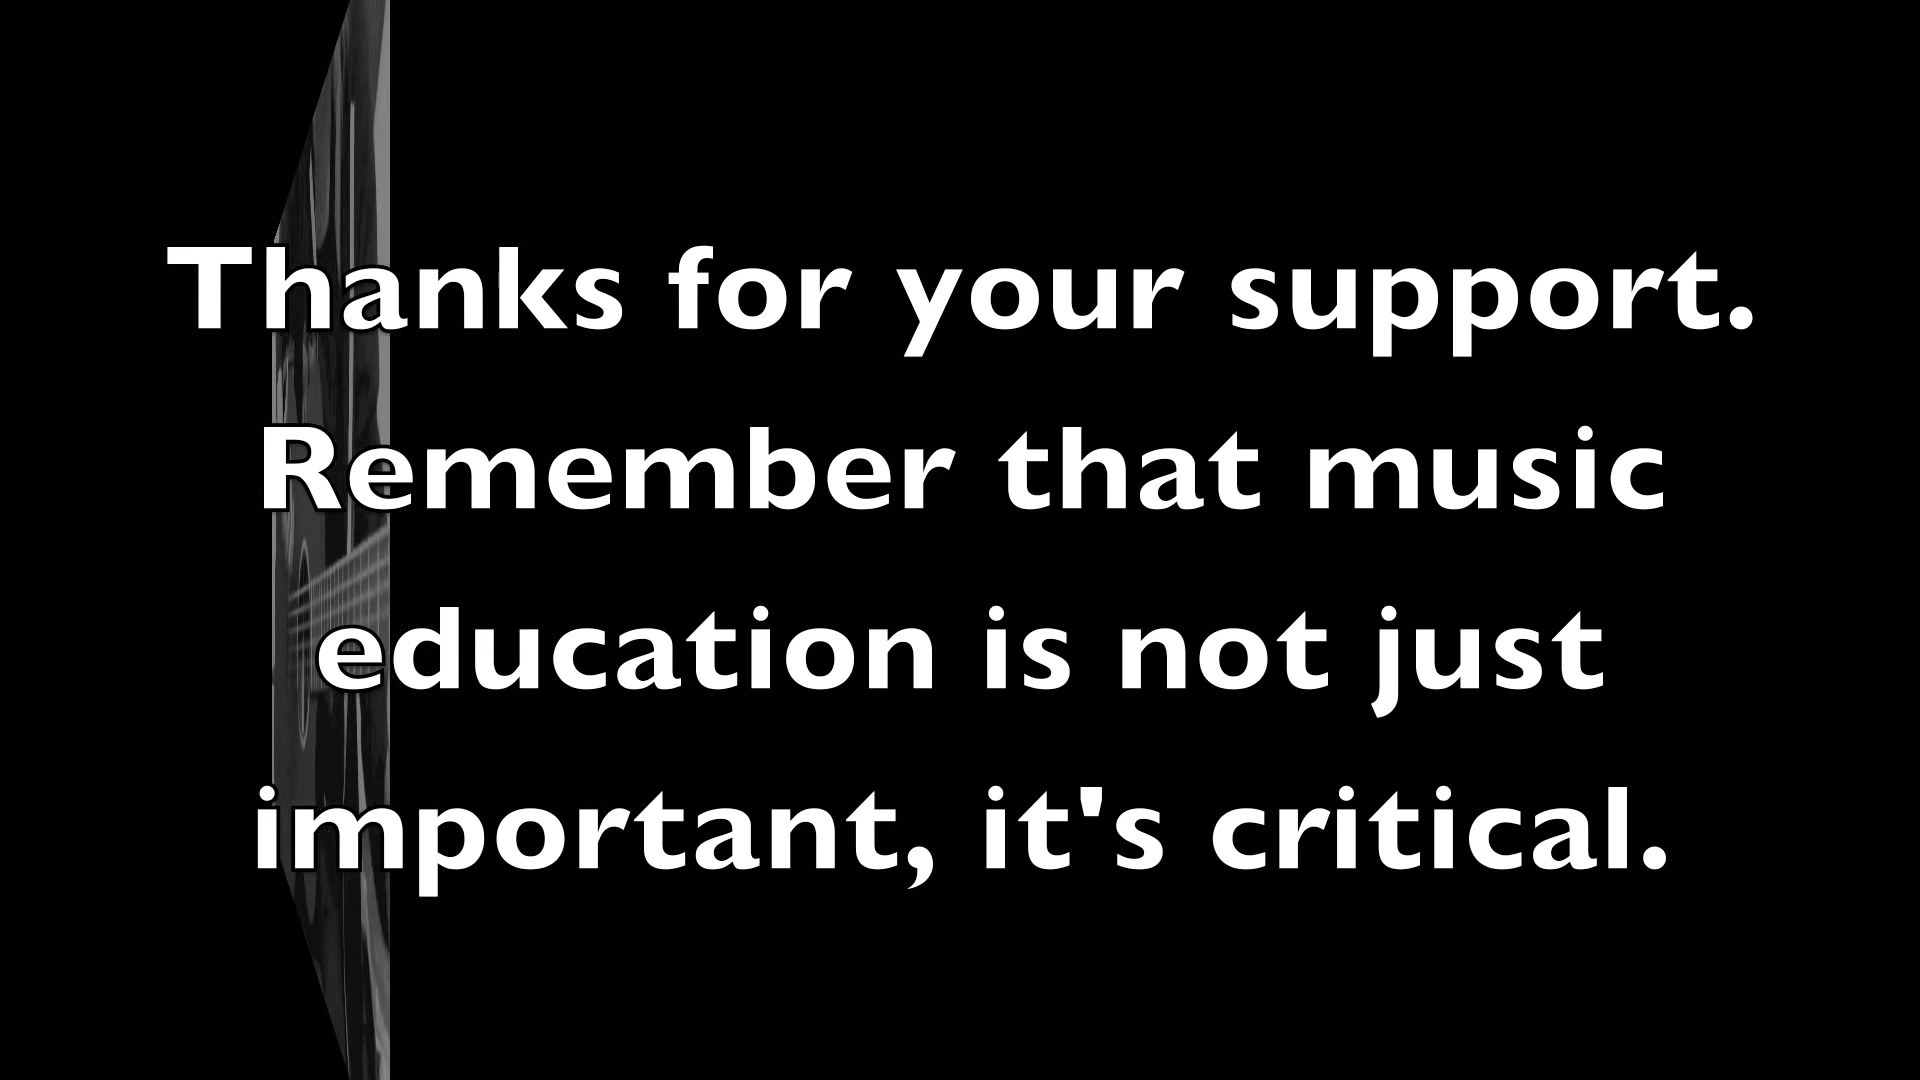 Thanks for your support.
Remember that music
education is not just
important, it's critical.